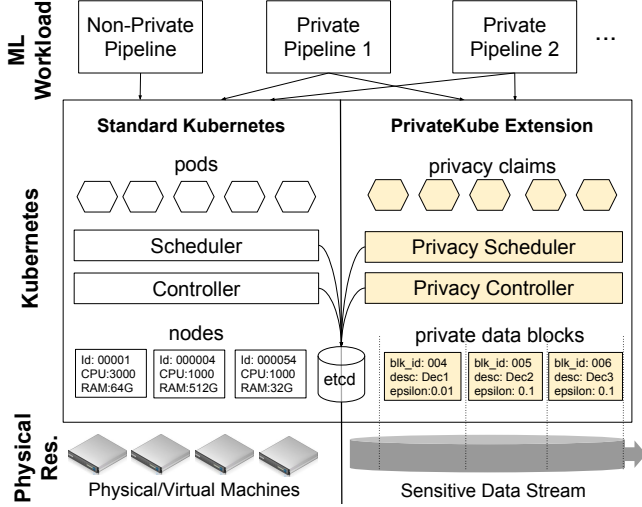 ML
Workload
Non-Private
Pipeline
Private
Pipeline 1
Private
Pipeline 2
...
Kubernetes
Standard Kubernetes
PrivateKube Extension
pods
privacy claims
Scheduler
Privacy Scheduler
Controller
Privacy Controller
nodes
private data blocks
Id: 00001
CPU:3000
RAM:64G
Id: 000004
CPU:1000
RAM:512G
Id: 000054
CPU:1000
RAM:32G
etcd
blk_id: 004
desc: Dec1
epsilon:0.01
blk_id: 005
desc: Dec2
epsilon: 0.1
blk_id: 006
desc: Dec3
epsilon: 0.1
Physical
Res.
Physical/Virtual Machines
Sensitive Data Stream